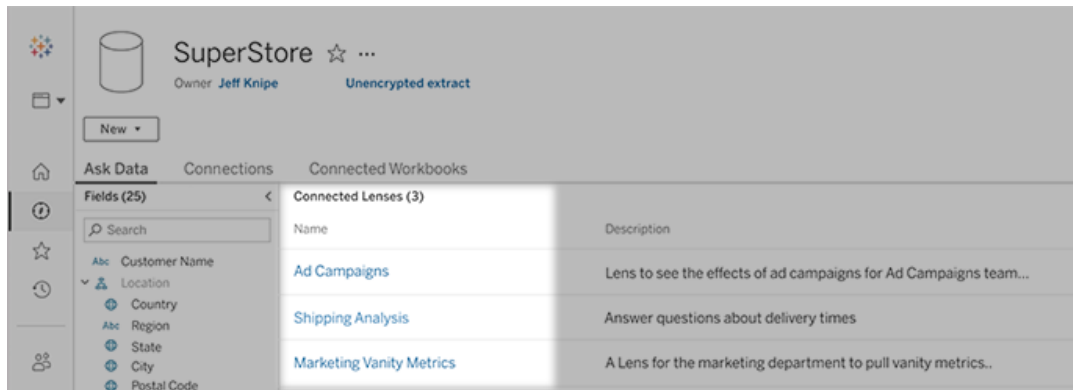 SuperStore ☆ ...
Owner Jeff Knipe Unencrypted extract
New
Ask Data Connections Connected Workbooks
Fields (25)
Search
Abc Customer Name
Location
Country
Abc Region
State
City
Postal Code
Connected Lenses (3)
Name Description
Ad Campaigns Lens to see the effects of ad campaigns for Ad Campaigns team...
Shipping Analysis Answer questions about delivery times
Marketing Vanity Metrics A Lens for the marketing department to pull vanity metrics..